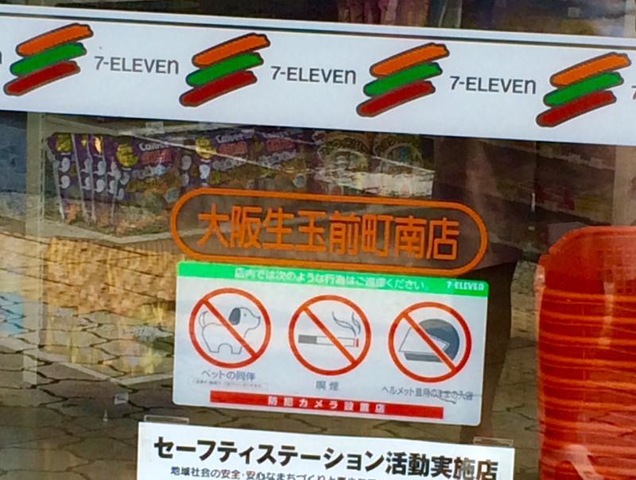 7-ELEVEn 7-ELEVEn 7-ELEVEn
大阪生玉前町南店
店内では次のような行為はご遠慮ください。 7-ELEVEn
ペットの同伴 喫煙 ヘルメット着用のままの入店
防犯カメラ設置店
セーフティステーション活動実施店
地域社会の安全・安心なまちづくり